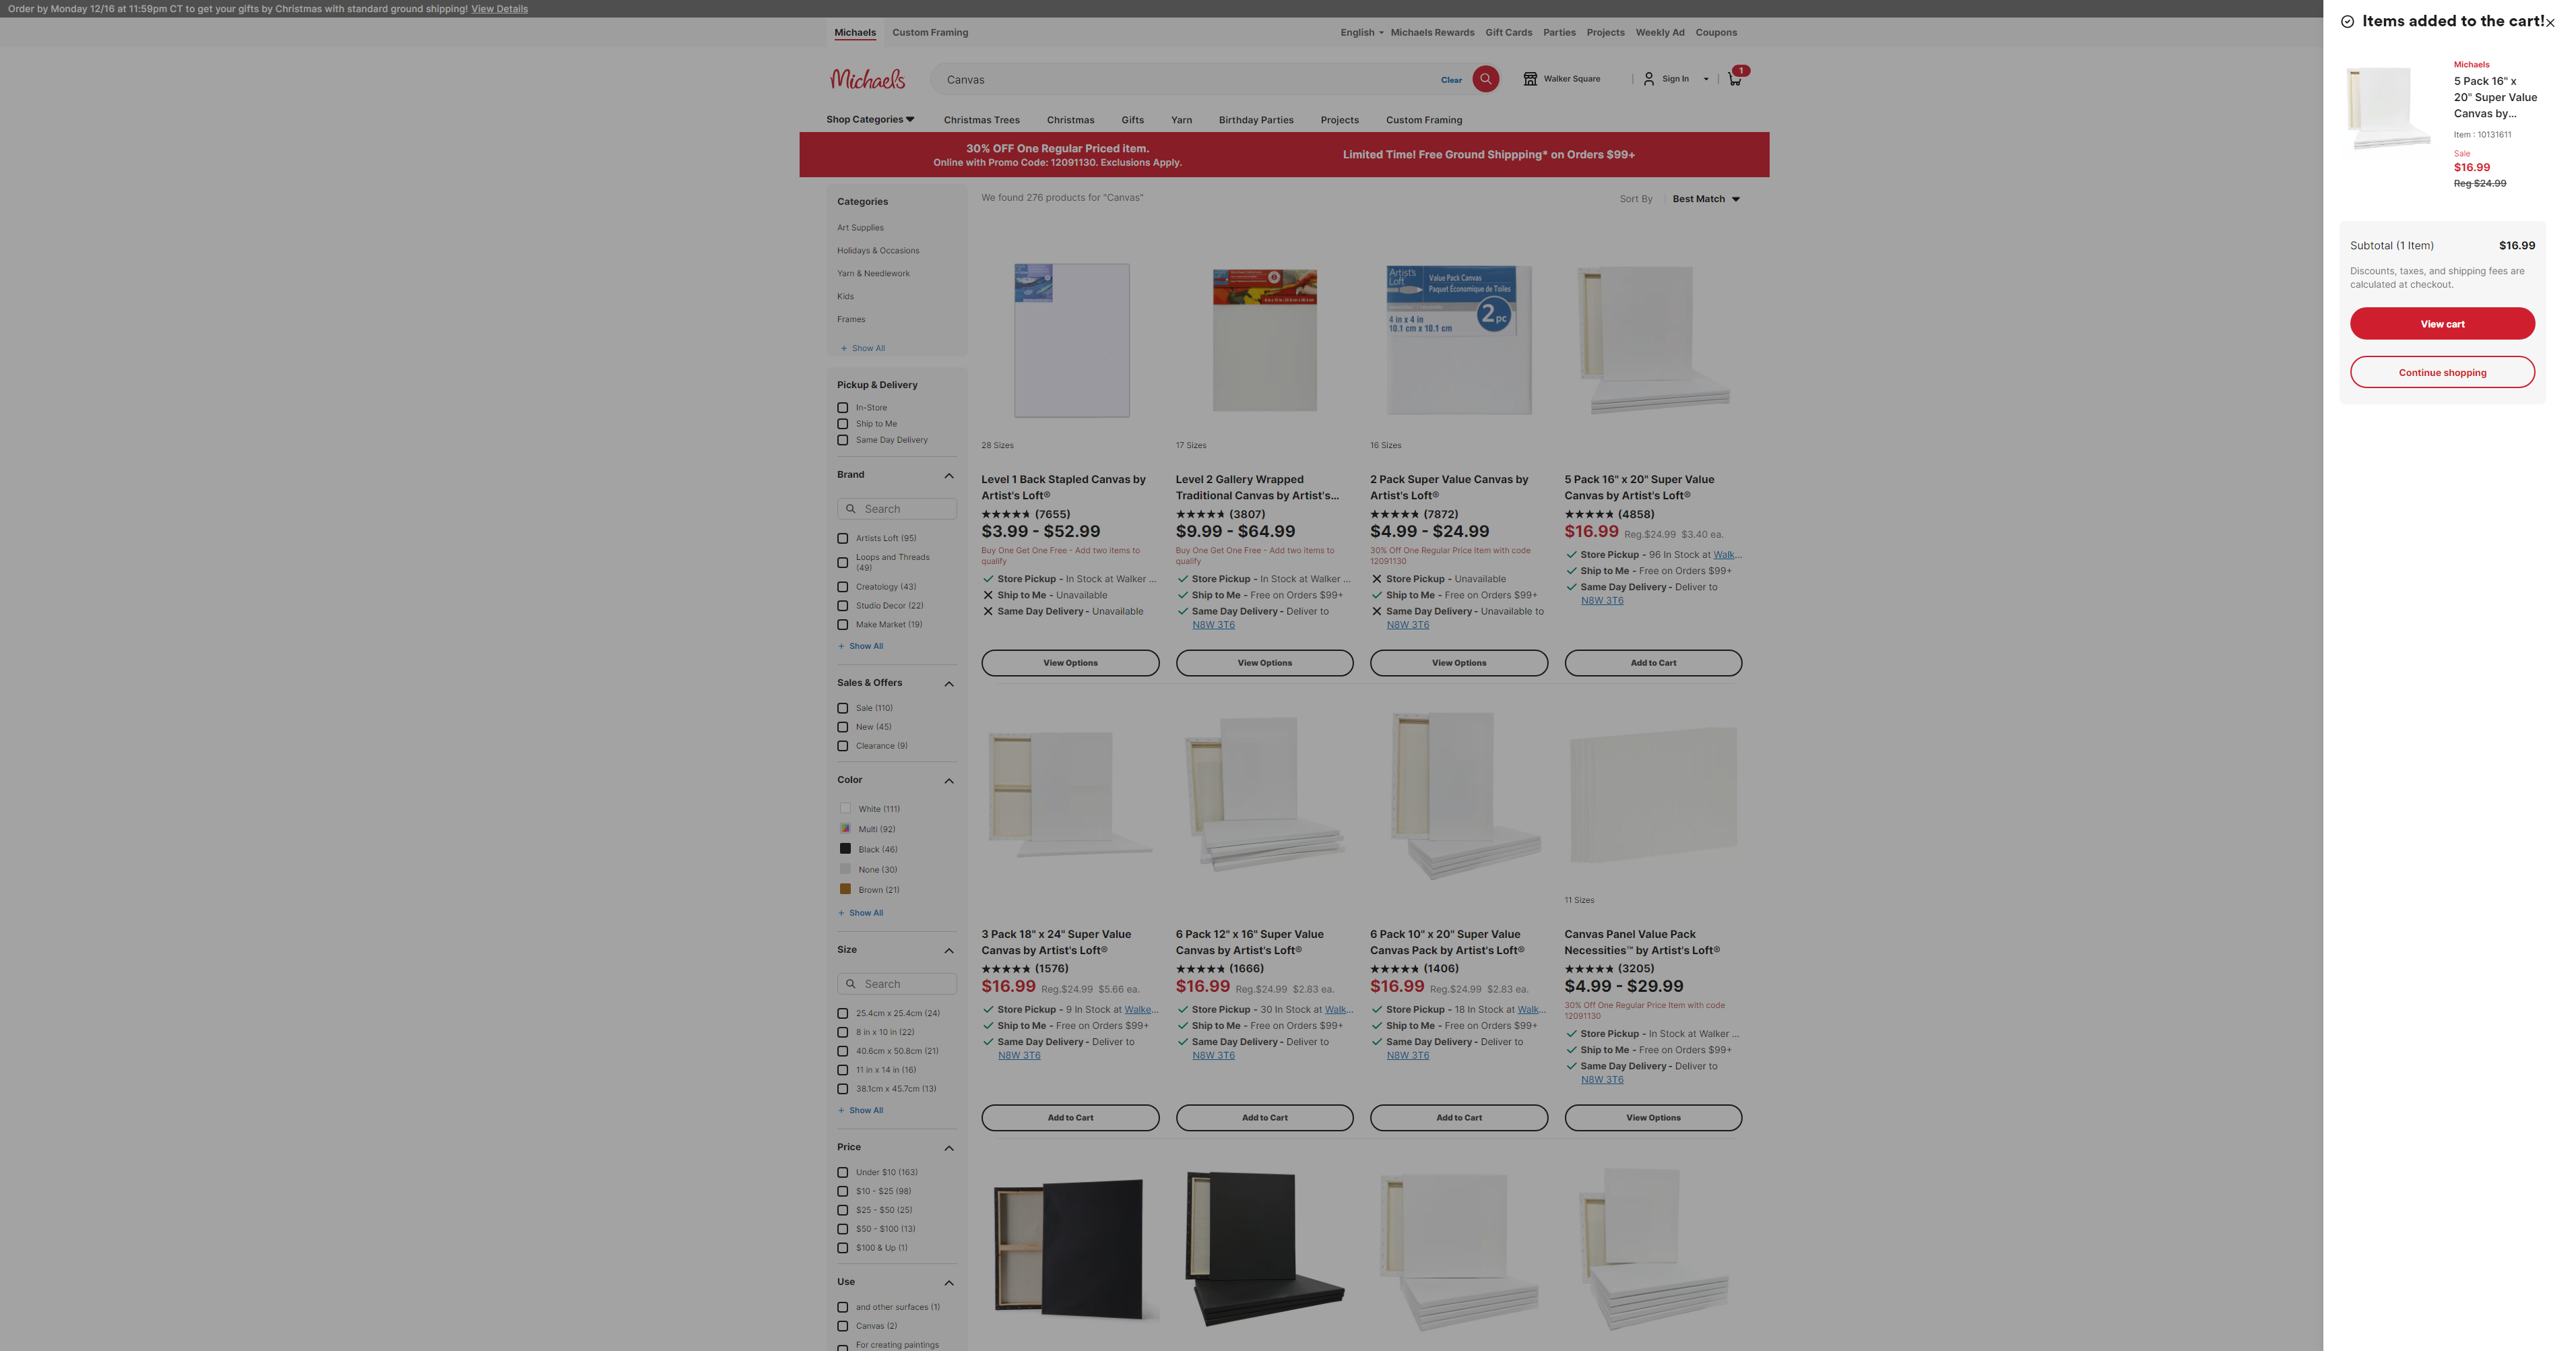 Order by Monday 12/16 at 11:59pm CT to get your gifts by Christmas with standard ground shipping! View Details
Michaels
Custom Framing
English
Michaels Rewards
Gift Cards
Parties
Projects
Weekly Ad
Coupons
Michaels
Canvas
Clear
Walker Square
Sign In
1
Shop Categories
Christmas Trees
Christmas
Gifts
Yarn
Birthday Parties
Projects
Custom Framing
30% OFF One Regular Priced item.
Online with Promo Code: 12091130. Exclusions Apply.
Limited Time! Free Ground Shippping* on Orders $99+
Categories
Art Supplies
Holidays & Occasions
Yarn & Needlework
Kids
Frames
+ Show All
Pickup & Delivery
In-Store
Ship to Me
Same Day Delivery
Brand
Search
Artists Loft (95)
Loops and Threads
(49)
Creatology (43)
Studio Decor (22)
Make Market (19)
+ Show All
Sales & Offers
Sale (110)
New (45)
Clearance (9)
Color
White (111)
Multi (92)
Black (46)
None (30)
Brown (21)
+ Show All
Size
Search
25.4cm x 25.4cm (24)
8 in x 10 in (22)
40.6cm x 50.8cm (21)
11 in x 14 in (16)
38.1cm x 45.7cm (13)
+ Show All
Price
Under $10 (163)
$10 - $25 (98)
$25 - $50 (25)
$50 - $100 (13)
$100 & Up (1)
Use
and other surfaces (1)
Canvas (2)
For creating paintings
We found 276 products for "Canvas"
Sort By
Best Match
28 Sizes
Level 1 Back Stapled Canvas by
Artist's Loft®
(7655)
$3.99 - $52.99
Buy One Get One Free - Add two items to
qualify
Store Pickup - In Stock at Walker ...
Ship to Me - Unavailable
Same Day Delivery - Unavailable
View Options
17 Sizes
Level 2 Gallery Wrapped
Traditional Canvas by Artist's...
(3807)
$9.99 - $64.99
Buy One Get One Free - Add two items to
qualify
Store Pickup - In Stock at Walker ...
Ship to Me - Free on Orders $99+
Same Day Delivery - Deliver to
N8W 3T6
View Options
Artist's
Loft
Value Pack Canvas
Paquet Économique de Toiles
4 in x 4 in
10.1 cm x 10.1 cm
2 pc
16 Sizes
2 Pack Super Value Canvas by
Artist's Loft®
(7872)
$4.99 - $24.99
30% Off One Regular Price Item with code
12091130
Store Pickup - Unavailable
Ship to Me - Free on Orders $99+
Same Day Delivery - Unavailable to
N8W 3T6
View Options
5 Pack 16" x 20" Super Value
Canvas by Artist's Loft®
(4858)
$16.99 Reg.$24.99 $3.40 ea.
Store Pickup - 96 In Stock at Walk...
Ship to Me - Free on Orders $99+
Same Day Delivery - Deliver to
N8W 3T6
Add to Cart
3 Pack 18" x 24" Super Value
Canvas by Artist's Loft®
(1576)
$16.99 Reg.$24.99 $5.66 ea.
Store Pickup - 9 In Stock at Walke...
Ship to Me - Free on Orders $99+
Same Day Delivery - Deliver to
N8W 3T6
Add to Cart
6 Pack 12" x 16" Super Value
Canvas by Artist's Loft®
(1666)
$16.99 Reg.$24.99 $2.83 ea.
Store Pickup - 30 In Stock at Walk...
Ship to Me - Free on Orders $99+
Same Day Delivery - Deliver to
N8W 3T6
Add to Cart
6 Pack 10" x 20" Super Value
Canvas Pack by Artist's Loft®
(1406)
$16.99 Reg.$24.99 $2.83 ea.
Store Pickup - 18 In Stock at Walk...
Ship to Me - Free on Orders $99+
Same Day Delivery - Deliver to
N8W 3T6
Add to Cart
11 Sizes
Canvas Panel Value Pack
Necessities™ by Artist's Loft®
(3205)
$4.99 - $29.99
30% Off One Regular Price Item with code
12091130
Store Pickup - In Stock at Walker ...
Ship to Me - Free on Orders $99+
Same Day Delivery - Deliver to
N8W 3T6
View Options
Items added to the cart!
Michaels
5 Pack 16" x
20" Super Value
Canvas by...
Item : 10131611
Sale
$16.99
Reg $24.99
Subtotal (1 Item)
$16.99
Discounts, taxes, and shipping fees are
calculated at checkout.
View cart
Continue shopping